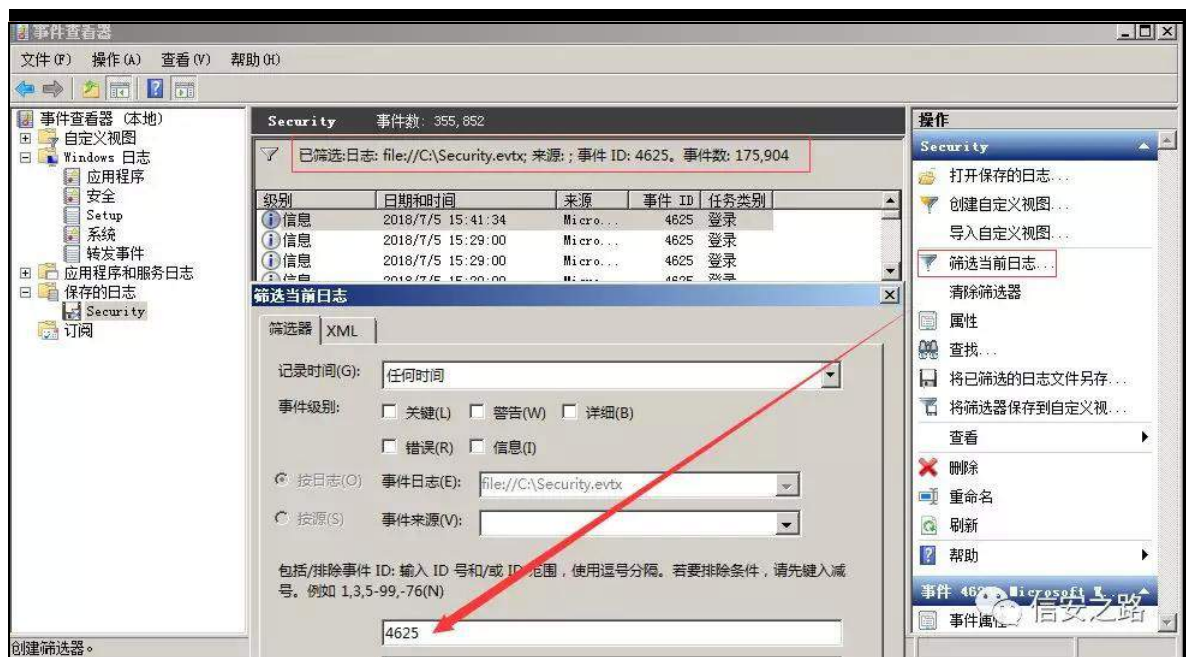 事件查看器
文件(F) 操作(A) 查看(V) 帮助(H)
事件查看器 (本地)
自定义视图
Windows 日志
应用程序
安全
Setup
系统
转发事件
应用程序和服务日志
保存的日志
Security
订阅
Security 事件数: 355,852
已筛选:日志: file://C:\Security.evtx; 来源: ; 事件 ID: 4625。事件数: 175,904
级别 日期和时间 来源 事件 ID 任务类别
信息 2018/7/5 15:41:34 Micro... 4625 登录
信息 2018/7/5 15:29:00 Micro... 4625 登录
信息 2018/7/5 15:29:00 Micro... 4625 登录
筛选当前日志
筛选器 XML
记录时间(G): 任何时间
事件级别: 关键(L) 警告(W) 详细(B)
错误(R) 信息(I)
按日志(O) 事件日志(E): file://C:\Security.evtx
按源(S) 事件来源(V):
包括/排除事件 ID: 输入 ID 号和/或 ID 范围，使用逗号分隔。若要排除条件，请先键入减
号。例如 1,3,5-99,-76(N)
4625
操作
Security
打开保存的日志...
创建自定义视图...
导入自定义视图...
筛选当前日志...
清除筛选器
属性
查找...
将已筛选的日志文件另存...
将筛选器保存到自定义视...
查看
删除
重命名
刷新
帮助
事件
事件属性
信安之路
创建筛选器。